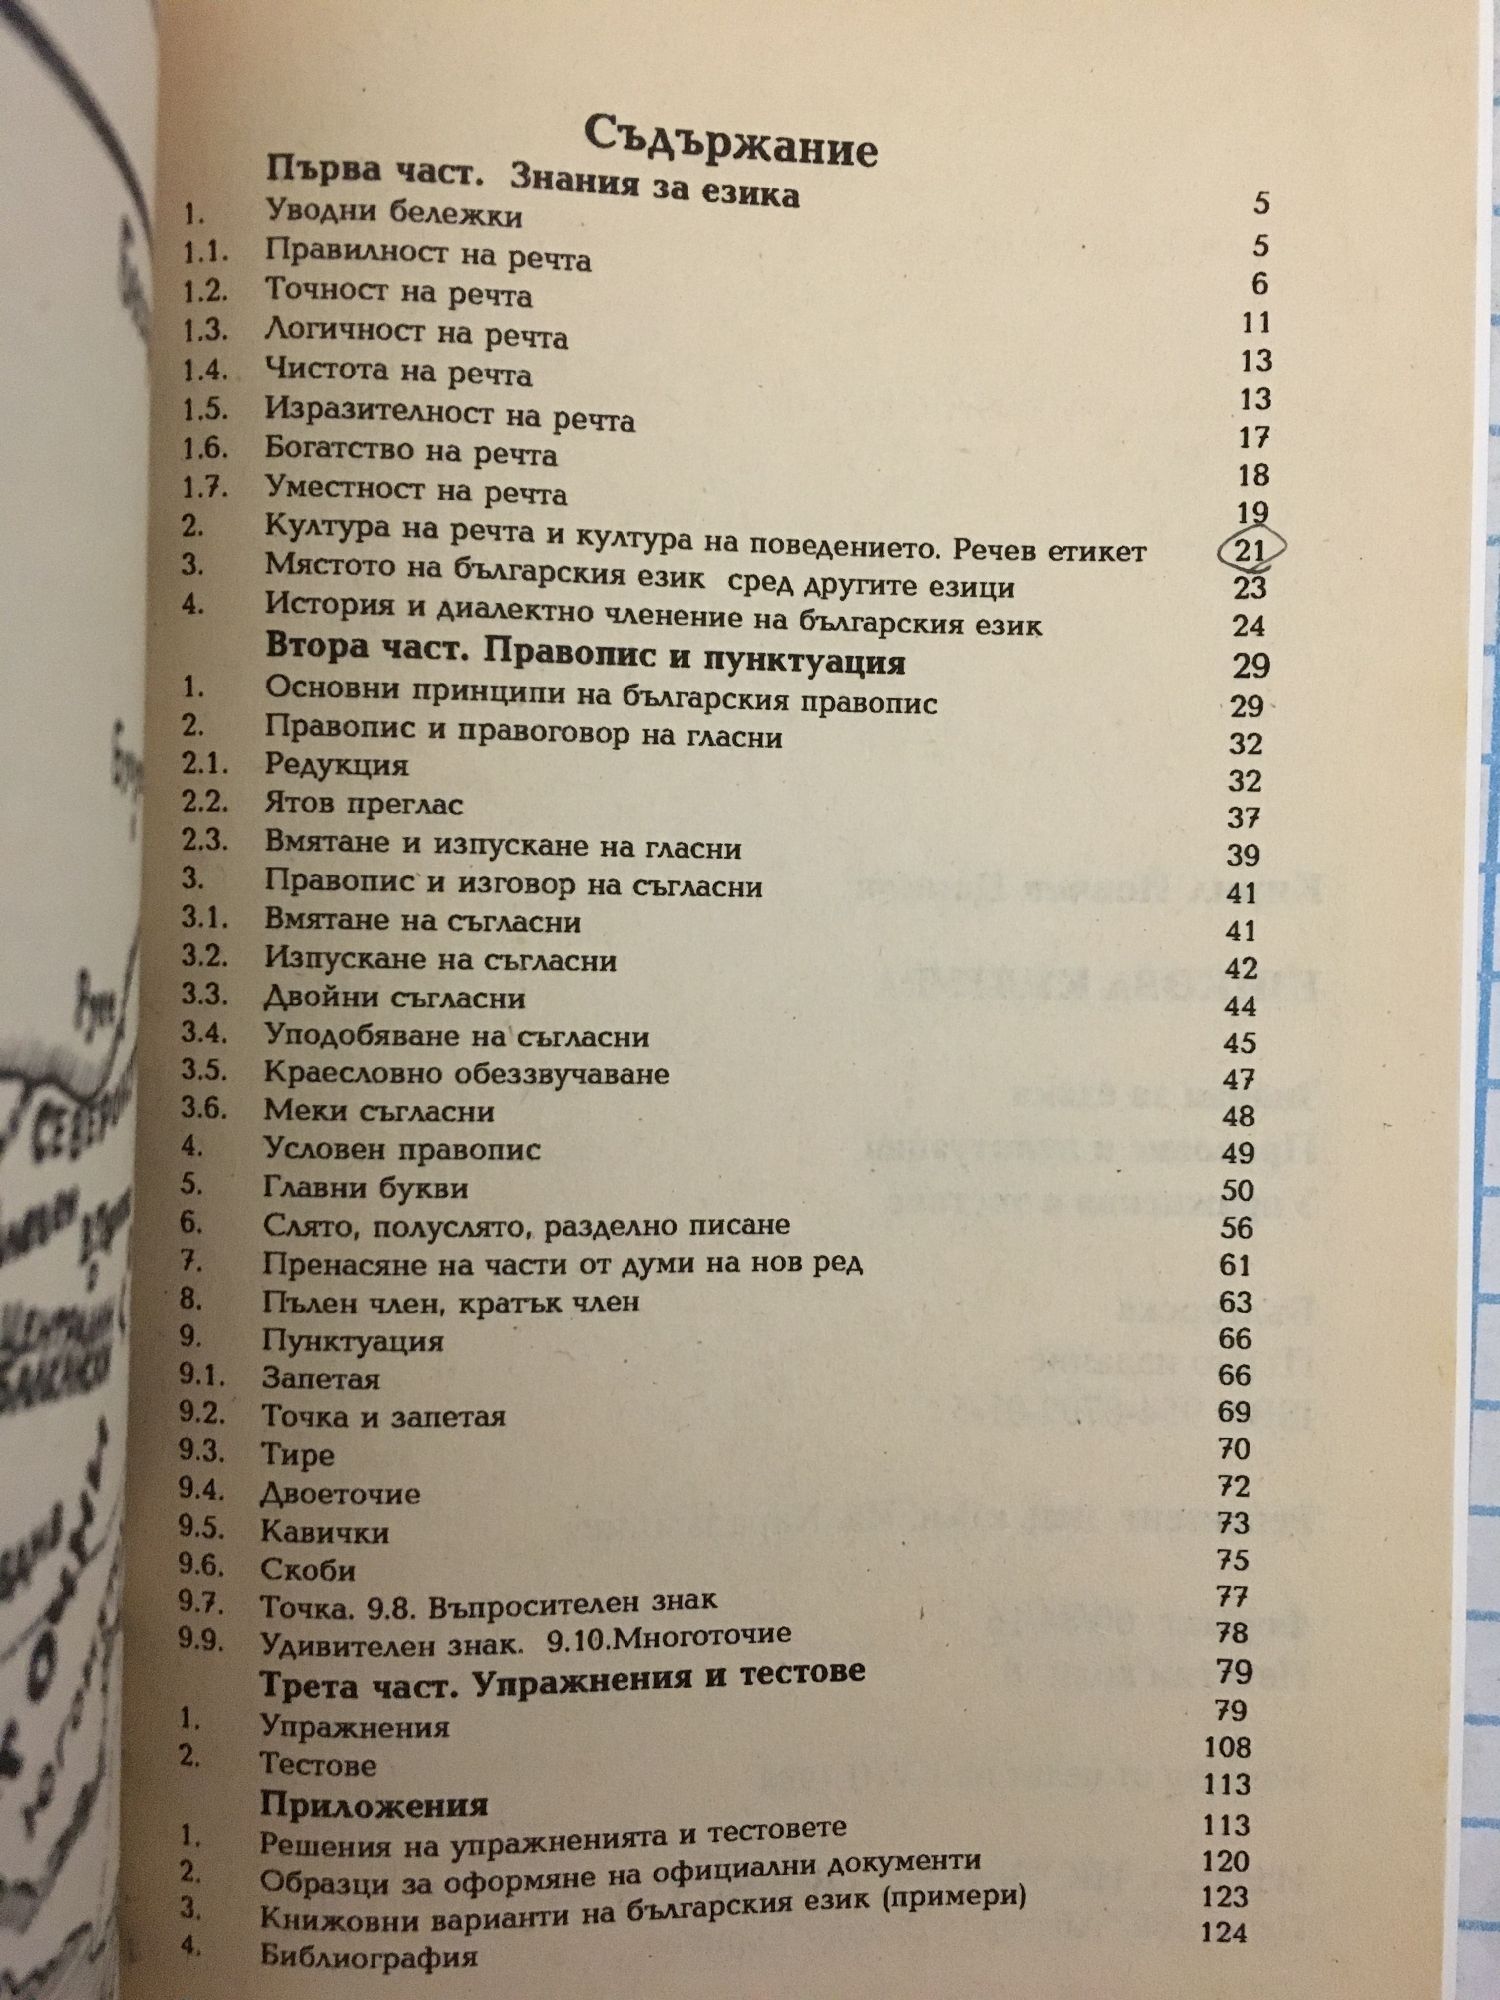 Съдържание
Първа част. Знания за езика 5
1. Уводни бележки 5
1.1. Правилност на речта 6
1.2. Точност на речта 11
1.3. Логичност на речта 13
1.4. Чистота на речта 13
1.5. Изразителност на речта 17
1.6. Богатство на речта 18
1.7. Уместност на речта 19
2. Култура на речта и култура на поведението. Речев етикет 21
3. Мястото на българския език сред другите езици 23
4. История и диалектно членение на българския език 24
Втора част. Правопис и пунктуация 29
1. Основни принципи на българския правопис 29
2. Правопис и правоговор на гласни 32
2.1. Редукция 32
2.2. Ятов преглас 37
2.3. Вмятане и изпускане на гласни 39
3. Правопис и изговор на съгласни 41
3.1. Вмятане на съгласни 41
3.2. Изпускане на съгласни 42
3.3. Двойни съгласни 44
3.4. Уподобяване на съгласни 45
3.5. Краесловно обеззвучаване 47
3.6. Меки съгласни 48
4. Условен правопис 49
5. Главни букви 50
6. Слято, полуслято, разделно писане 56
7. Пренасяне на части от думи на нов ред 61
8. Пълен член, кратък член 63
9. Пунктуация 66
9.1. Запетая 66
9.2. Точка и запетая 69
9.3. Тире 70
9.4. Двоеточие 72
9.5. Кавички 73
9.6. Скоби 75
9.7. Точка. 9.8. Въпросителен знак 77
9.9. Удивителен знак. 9.10.Многоточие 78
Трета част. Упражнения и тестове 79
1. Упражнения 79
2. Тестове 108
Приложения 113
1. Решения на упражненията и тестовете 113
2. Образци за оформяне на официални документи 120
3. Книжовни варианти на българския език (примери) 123
4. Библиография 124